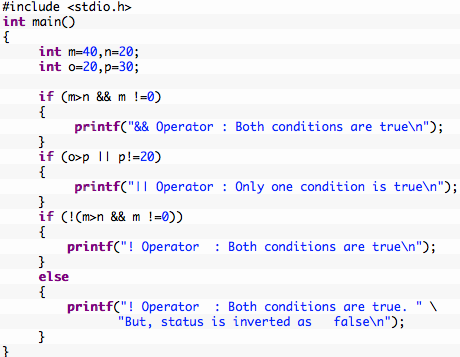 #include <stdio.h>
int main()
{
     int m=40,n=20;
     int o=20,p=30;

     if (m>n && m !=0)
     {
          printf("&& Operator : Both conditions are true\n");
     }
     if (o>p || p!=20)
     {
          printf("|| Operator : Only one condition is true\n");
     }
     if (!(m>n && m !=0))
     {
         printf("! Operator  : Both conditions are true\n");
     }
     else
     {
         printf("! Operator  : Both conditions are true. " \
                "But, status is inverted as   false\n");
     }
}